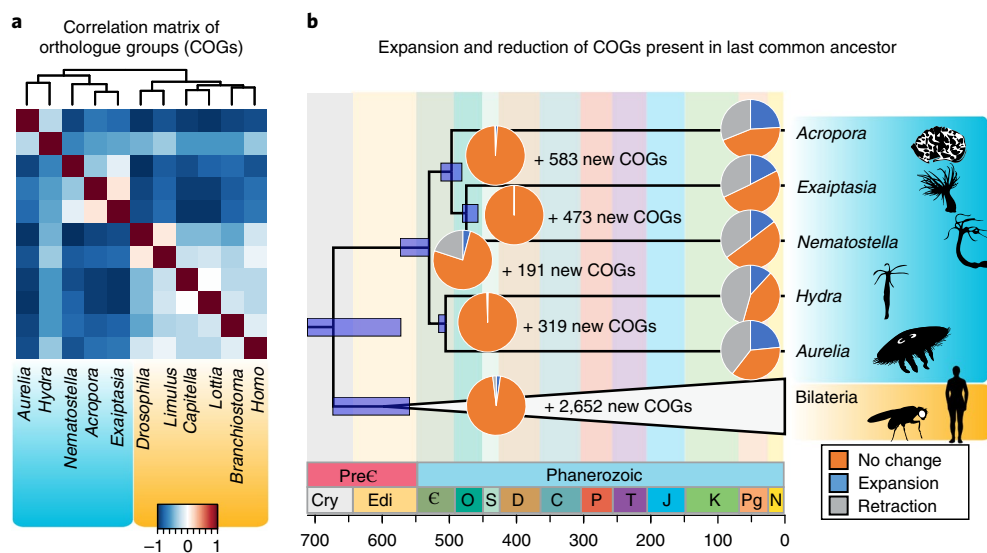 a
Correlation matrix of
orthologue groups (COGs)
Aurelia
Hydra
Nematostella
Acropora
Exaiptasia
Drosophila
Limulus
Capitella
Lottia
Branchiostoma
Homo
–1 0 1
b
Expansion and reduction of COGs present in last common ancestor
+ 583 new COGs
+ 473 new COGs
+ 191 new COGs
+ 319 new COGs
+ 2,652 new COGs
Acropora
Exaiptasia
Nematostella
Hydra
Aurelia
Bilateria
Pre€ Phanerozoic
Cry Edi € O S D C P T J K Pg N
700 600 500 400 300 200 100 0
No change
Expansion
Retraction